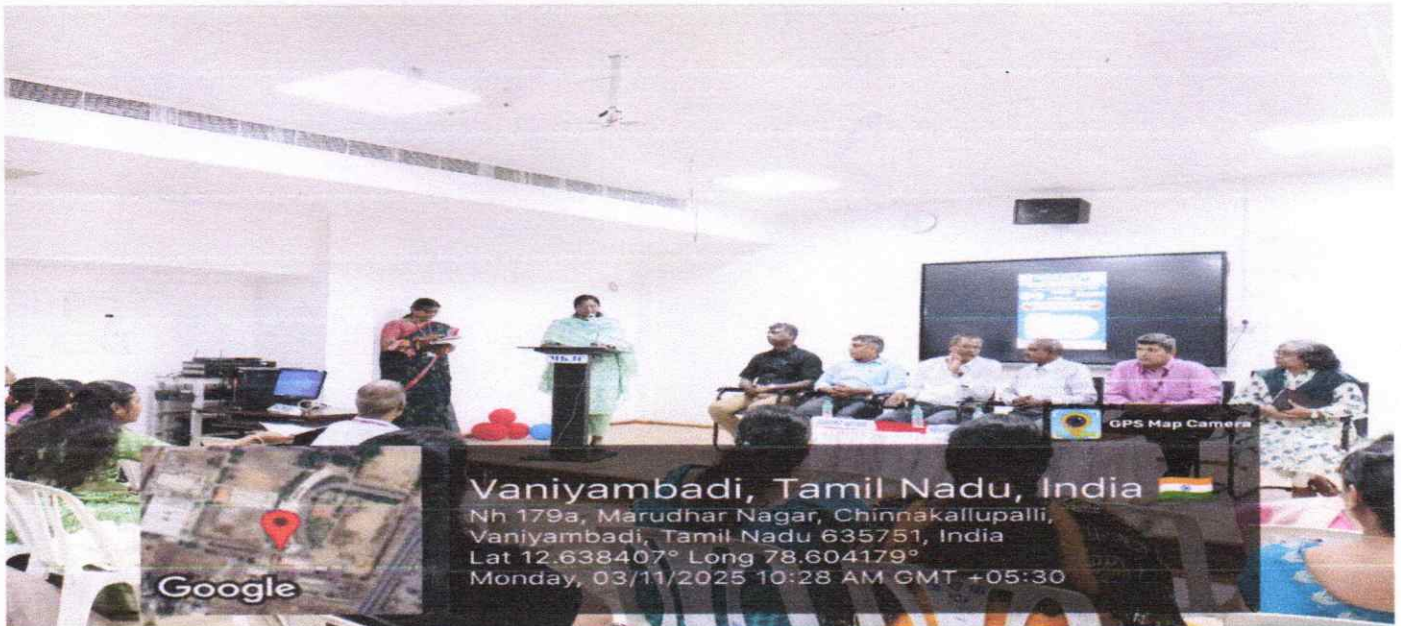 GPS Map Camera
Vaniyambadi, Tamil Nadu, India
Nh 179a, Marudhar Nagar, Chinnakallupalli,
Vaniyambadi, Tamil Nadu 635751, India
Lat 12.638407° Long 78.604179°
Monday, 03/11/2025 10:28 AM GMT +05:30
Google